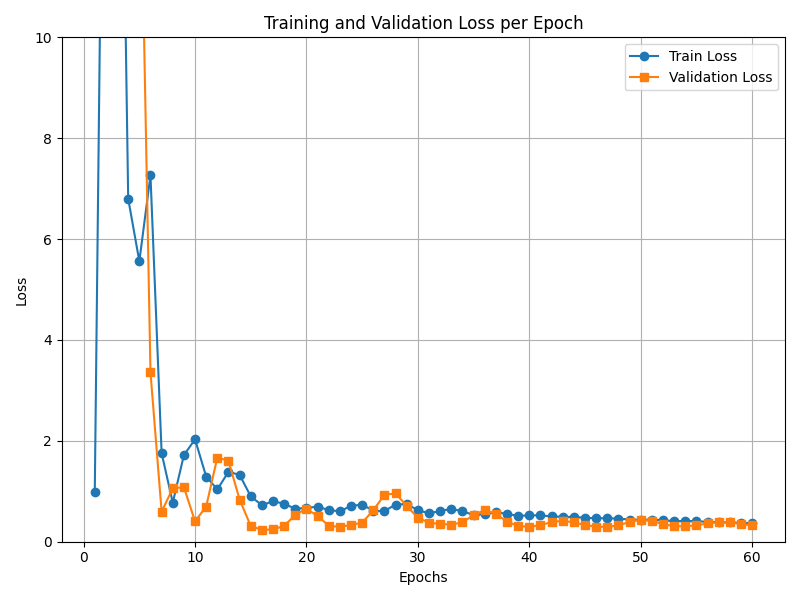 Training and Validation Loss per Epoch
Train Loss
Validation Loss
Loss
10
8
6
4
2
0
0 10 20 30 40 50 60
Epochs